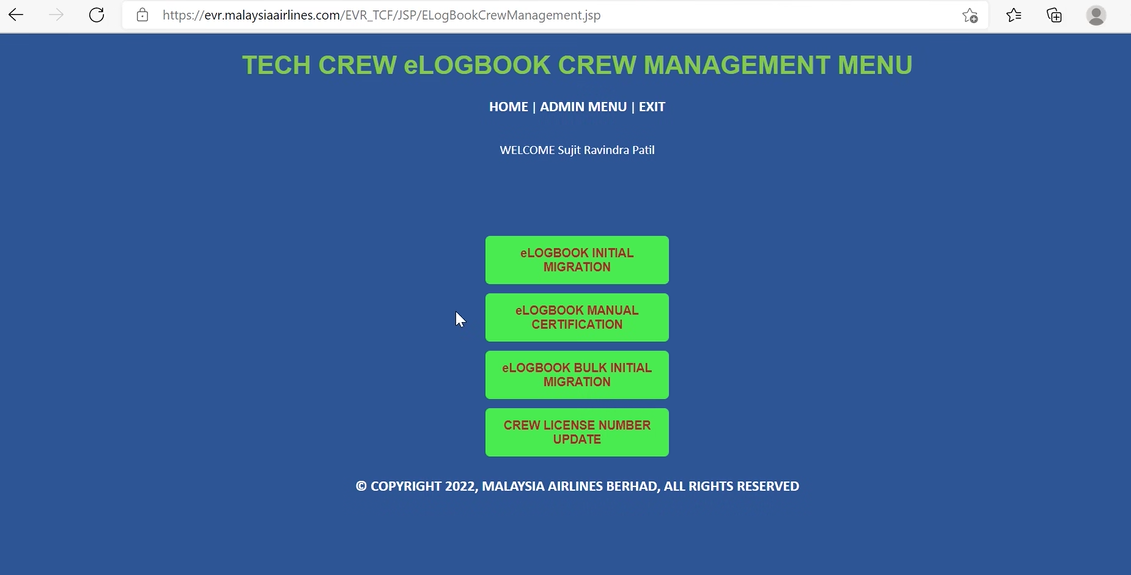 https://evr.malaysiaairlines.com/EVR_TCF/JSP/ELogBookCrewManagement.jsp
TECH CREW eLOGBOOK CREW MANAGEMENT MENU
HOME | ADMIN MENU | EXIT
WELCOME Sujit Ravindra Patil
eLOGBOOK INITIAL
MIGRATION
eLOGBOOK MANUAL
CERTIFICATION
eLOGBOOK BULK INITIAL
MIGRATION
CREW LICENSE NUMBER
UPDATE
© COPYRIGHT 2022, MALAYSIA AIRLINES BERHAD, ALL RIGHTS RESERVED